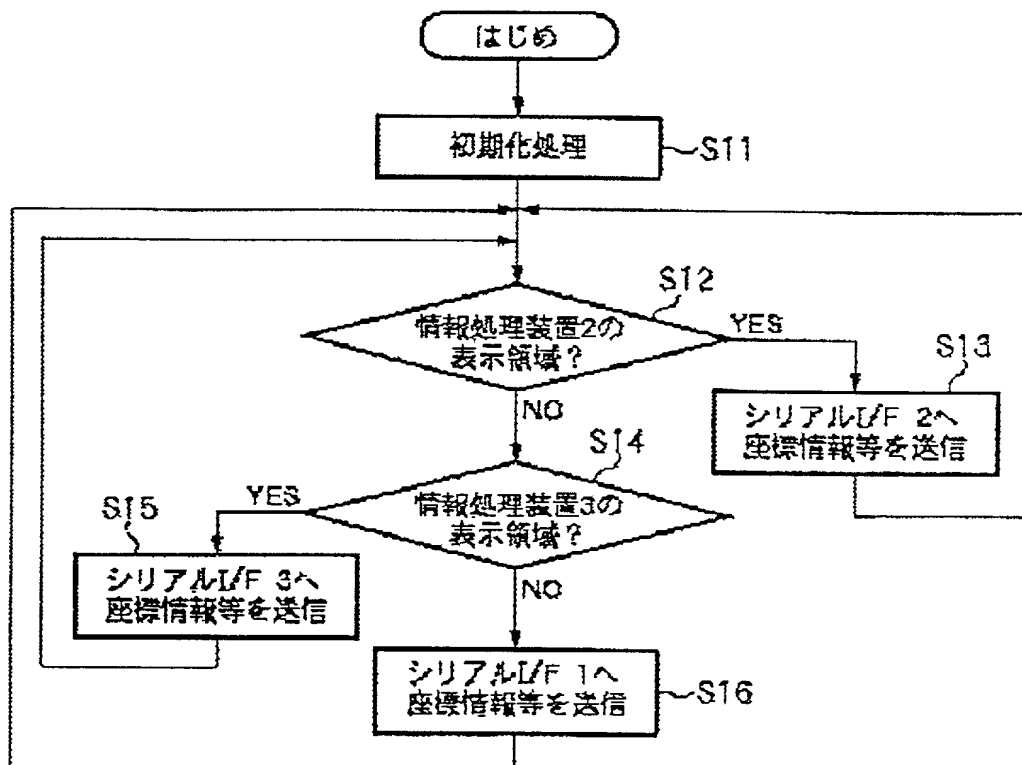 はじめ
初期化処理
S11
S12
情報処理装置2の
表示領域?
YES
NO
S13
シリアルI/F 2へ
座標情報等を送信
S14
情報処理装置3の
表示領域?
YES
NO
S15
シリアルI/F 3へ
座標情報等を送信
シリアルI/F 1へ
座標情報等を送信
S16